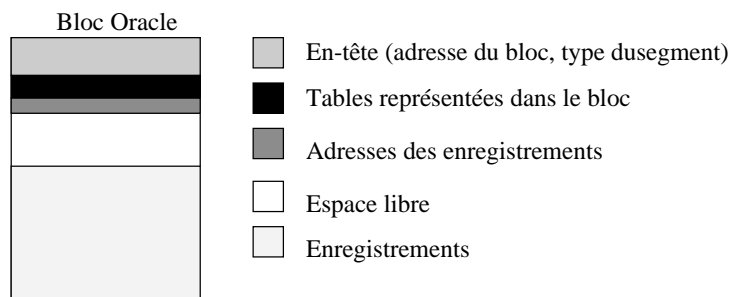 Bloc Oracle
En-tête (adresse du bloc, type dusegment)
Tables représentées dans le bloc
Adresses des enregistrements
Espace libre
Enregistrements